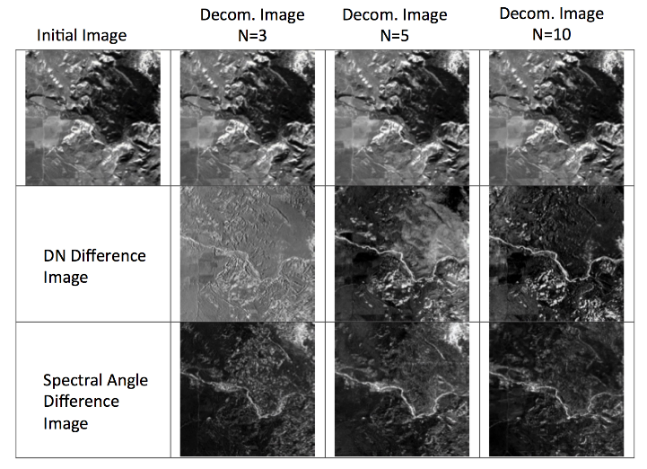 Initial Image
Decom. Image
N=3
Decom. Image
N=5
Decom. Image
N=10
DN Difference
Image
Spectral Angle
Difference
Image